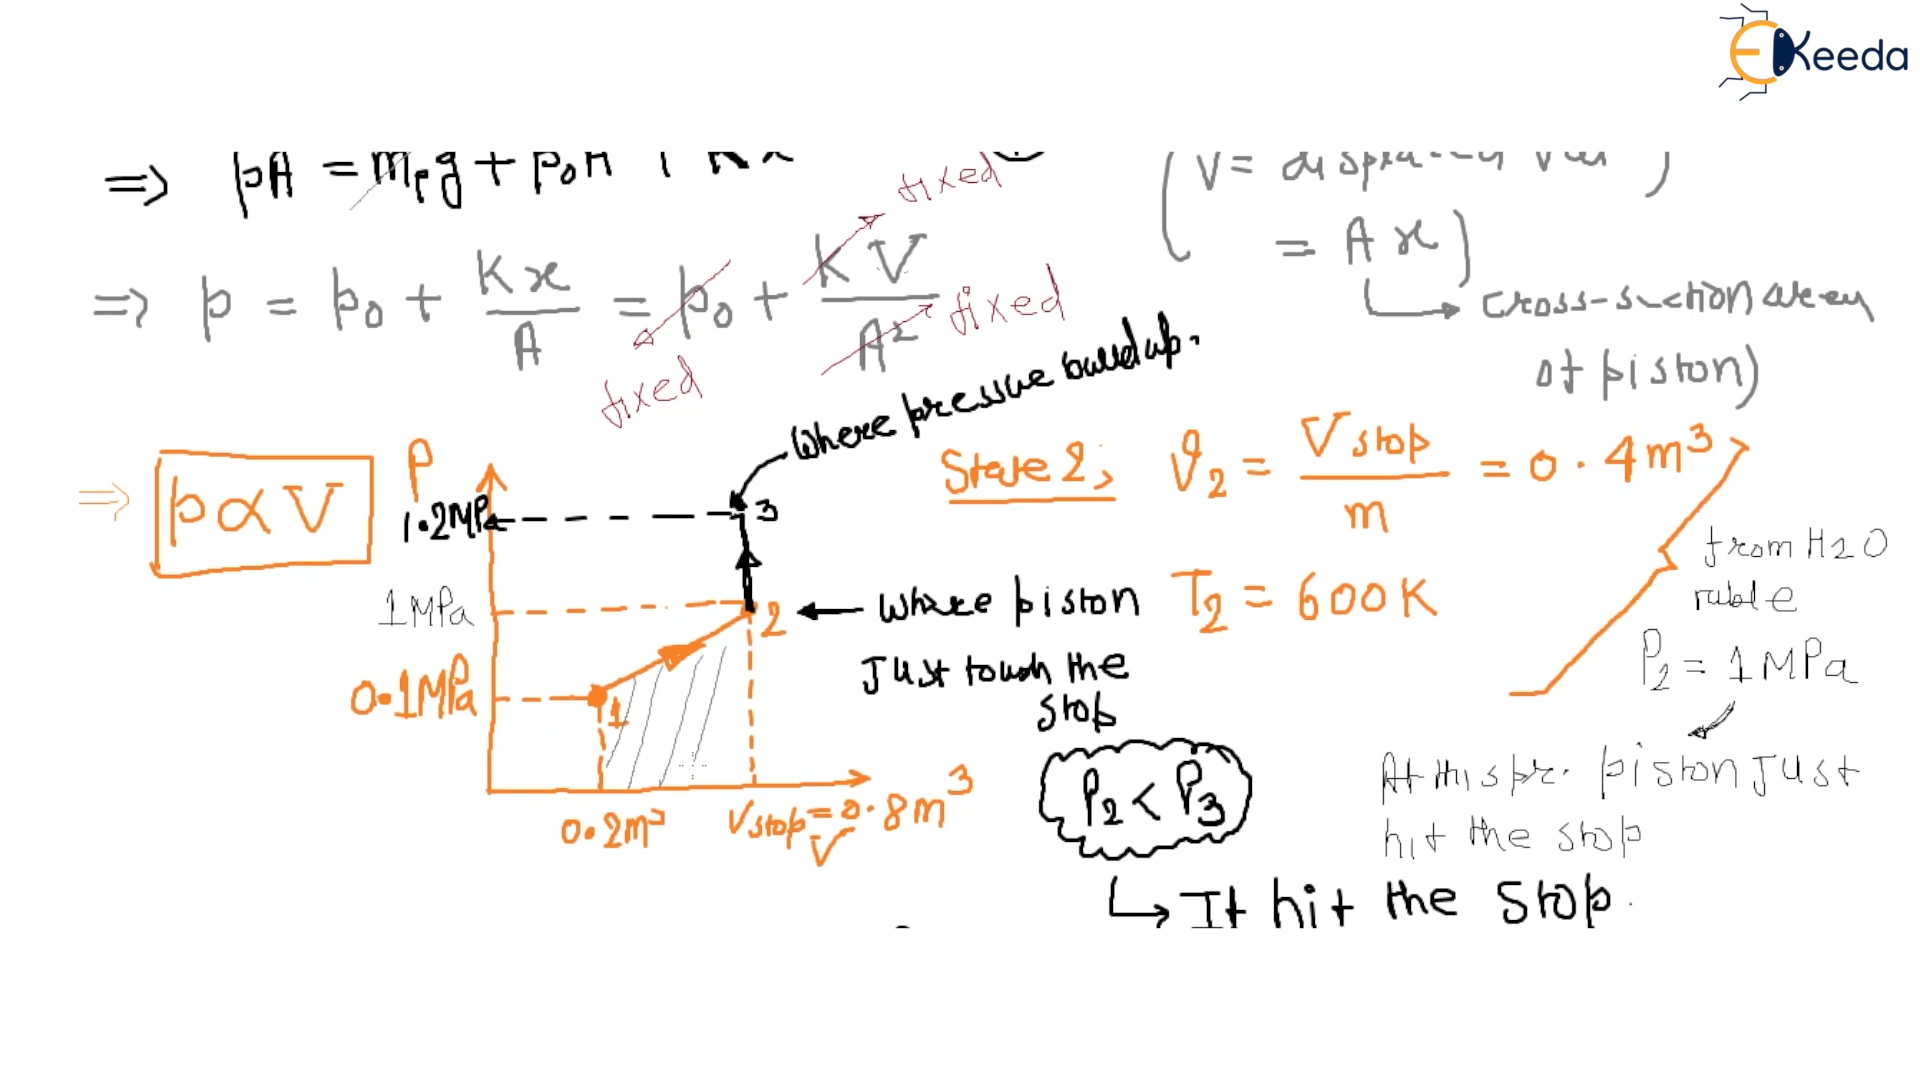 EKeeda
⇒ pA = mpg + p₀A + Kx
(V = displaced Vol)
= Ax)
cross-section area
of piston)
⇒ p = p₀ + Kx/A = p₀ + KV/A²
fixed
fixed
fixed
where pressure buildup.
⇒ p∝V
P
1.2MPa
3
1MPa
2
0.1MPa
1
0.2m³
Vstop = 0.8m³
V
State 2; ϑ₂ = Vstop/m = 0.4m³
T₂ = 600K
← where piston
Just touch the
stop
from H2O
table
P₂ = 1MPa
At this pr. piston Just
hit the stop
P₂ < P₃
↳ It hit the stop.